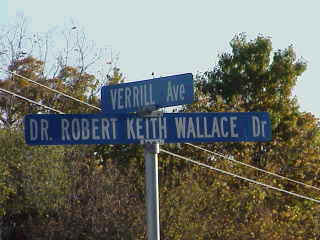 VERRILL Ave
DR. ROBERT KEITH WALLACE Dr